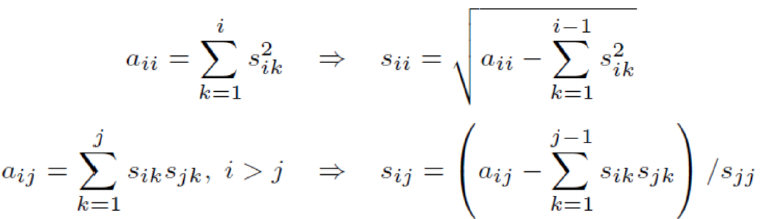 $a_{ii} = \sum_{k=1}^{i} s_{ik}^2 \quad \Rightarrow \quad s_{ii} = \sqrt{a_{ii} - \sum_{k=1}^{i-1} s_{ik}^2}$
$a_{ij} = \sum_{k=1}^{j} s_{ik} s_{jk}, \; i > j \quad \Rightarrow \quad s_{ij} = \left( a_{ij} - \sum_{k=1}^{j-1} s_{ik} s_{jk} \right) / s_{jj}$